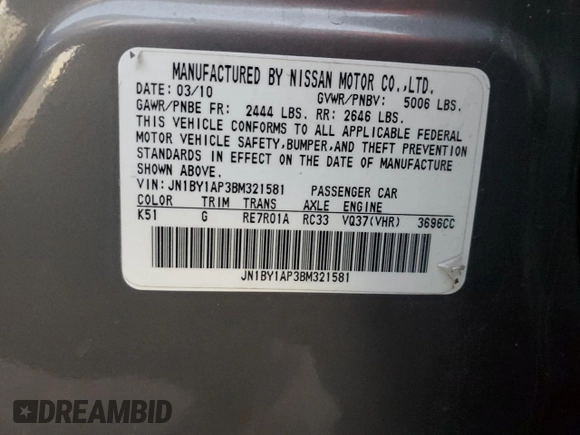 MANUFACTURED BY NISSAN MOTOR CO.,LTD.
DATE: 03/10 GVWR/PNBV: 5006 LBS.
GAWR/PNBE FR: 2444 LBS. RR: 2646 LBS.
THIS VEHICLE CONFORMS TO ALL APPLICABLE FEDERAL
MOTOR VEHICLE SAFETY,BUMPER,AND THEFT PREVENTION
STANDARDS IN EFFECT ON THE DATE OF MANUFACTURE
SHOWN ABOVE.
VIN: JN1BY1AP3BM321581 PASSENGER CAR
COLOR TRIM TRANS AXLE ENGINE
K51 G RE7R01A RC33 VQ37(VHR) 3696CC
JN1BY1AP3BM321581
DREAMBID